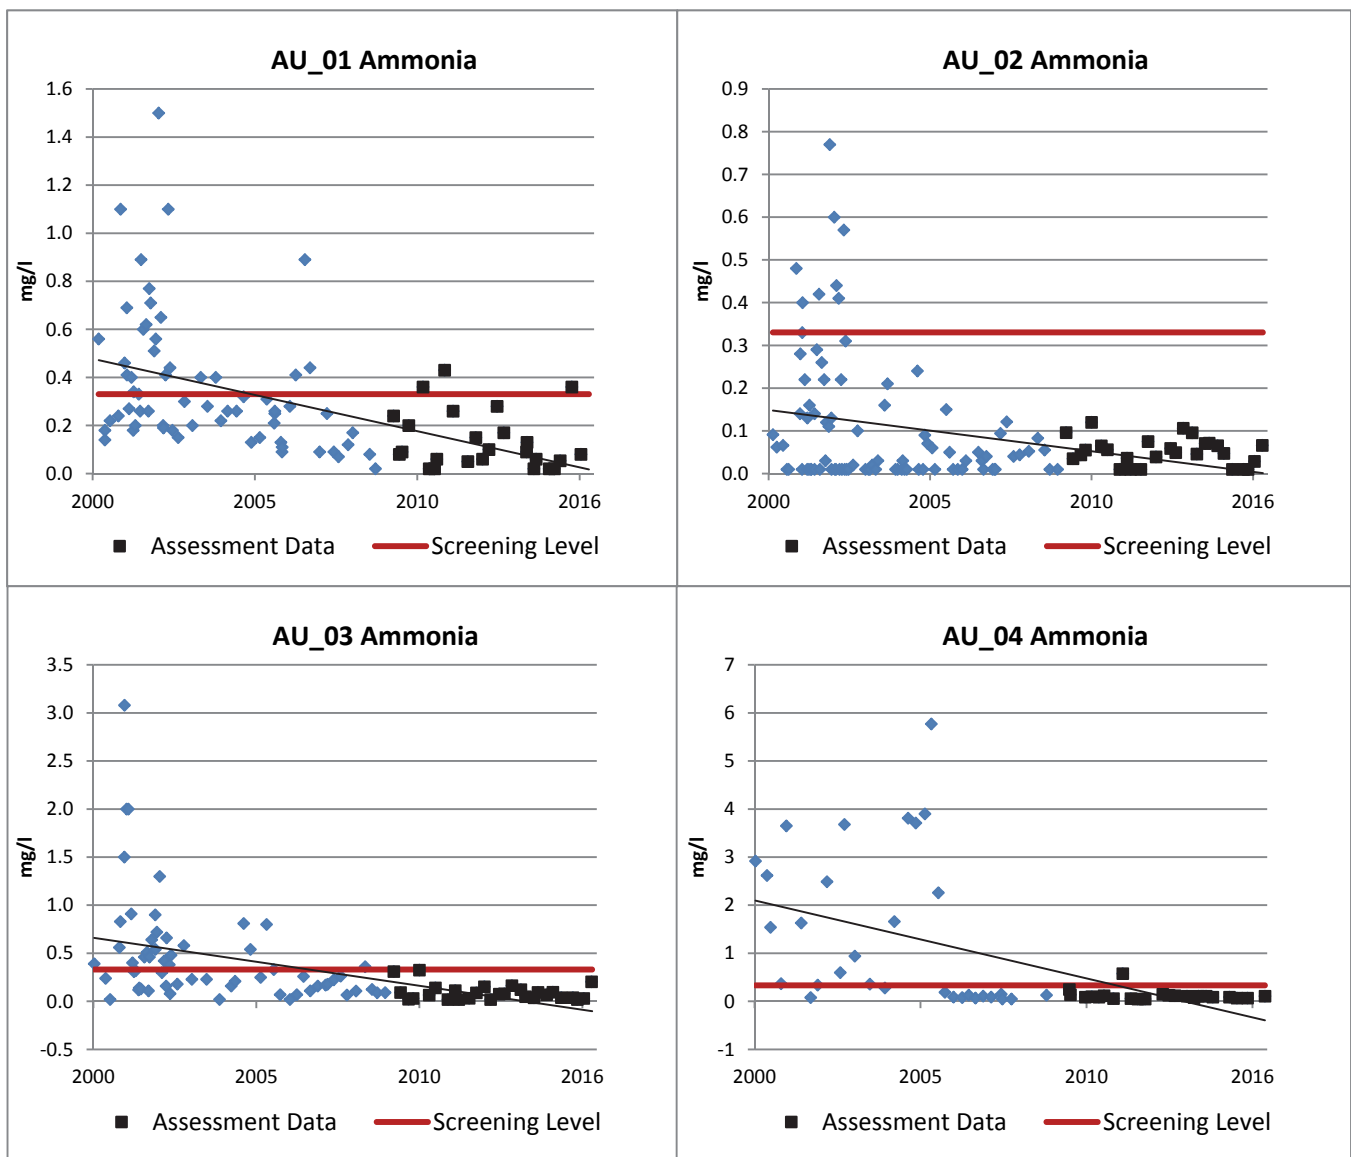 AU_01 Ammonia
1.6
1.4
1.2
1.0
0.8
0.6
0.4
0.2
0.0
mg/l
2000 2005 2010 2016
Assessment Data Screening Level
AU_02 Ammonia
0.9
0.8
0.7
0.6
0.5
0.4
0.3
0.2
0.1
0.0
mg/l
2000 2005 2010 2016
Assessment Data Screening Level
AU_03 Ammonia
3.5
3.0
2.5
2.0
1.5
1.0
0.5
0.0
-0.5
mg/l
2000 2005 2010 2016
Assessment Data Screening Level
AU_04 Ammonia
7
6
5
4
3
2
1
0
-1
mg/l
2000 2005 2010 2016
Assessment Data Screening Level